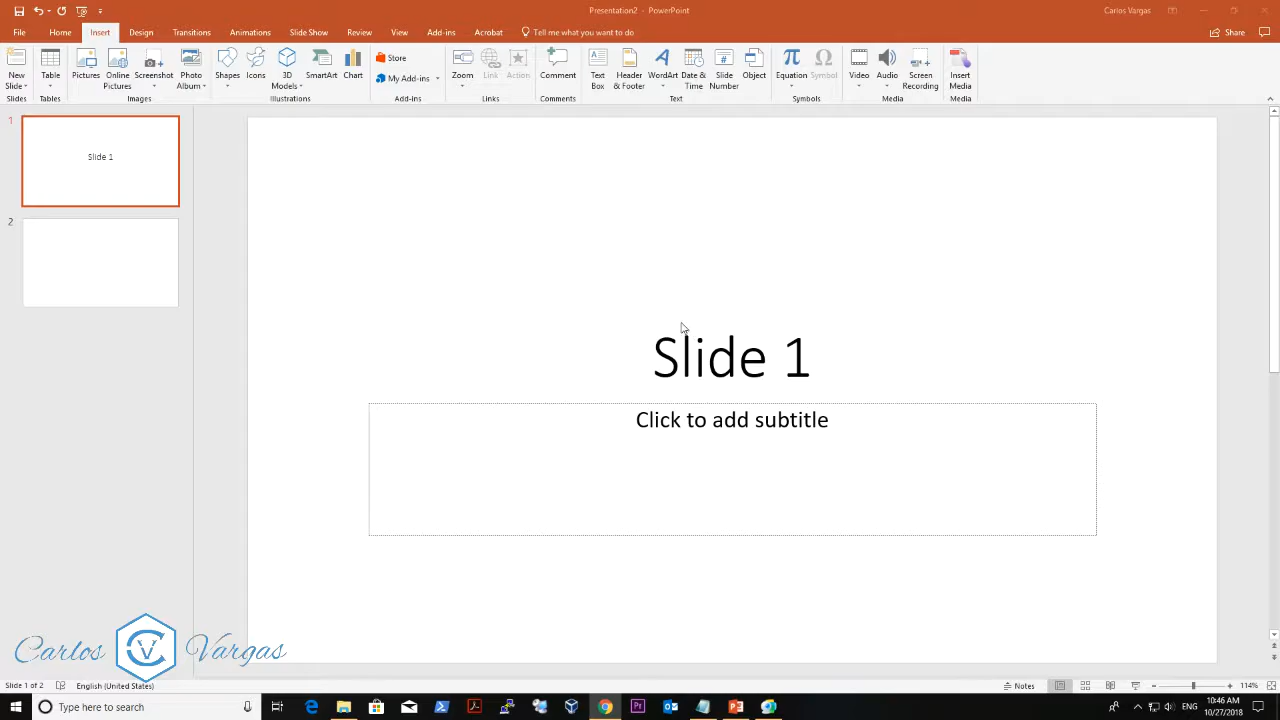 Presentation2 - PowerPoint
Carlos Vargas
File Home Insert Design Transitions Animations Slide Show Review View Add-ins Acrobat Tell me what you want to do Share
New Slide Table Pictures Online Pictures Screenshot Photo Album Shapes Icons 3D Models SmartArt Chart Store My Add-ins Zoom Link Action Comment Text Box Header & Footer WordArt Date & Time Slide Number Object Equation Symbol Video Audio Screen Recording Insert Media
Slides Tables Images Illustrations Add-ins Links Comments Text Symbols Media Media
1
Slide 1
2
Slide 1
Click to add subtitle
Carlos CV Vargas
Slide 1 of 2 English (United States) Notes 114%
Type here to search
10:46 AM
10/27/2018